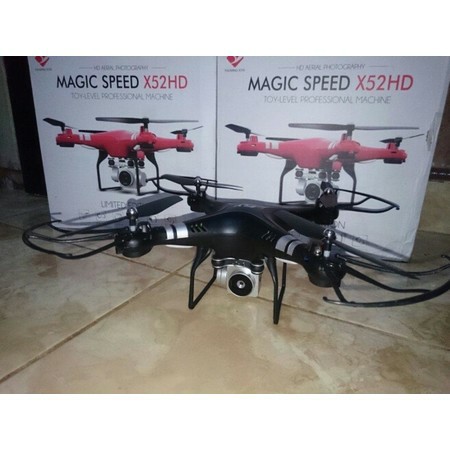 HD AERIAL PHOTOGRAPHY
MAGIC SPEED X52HD
TOY-LEVEL PROFESSIONAL MACHINE
LIMITED
HD AERIAL PHOTOGRAPHY
MAGIC SPEED X52HD
TOY-LEVEL PROFESSIONAL MACHINE